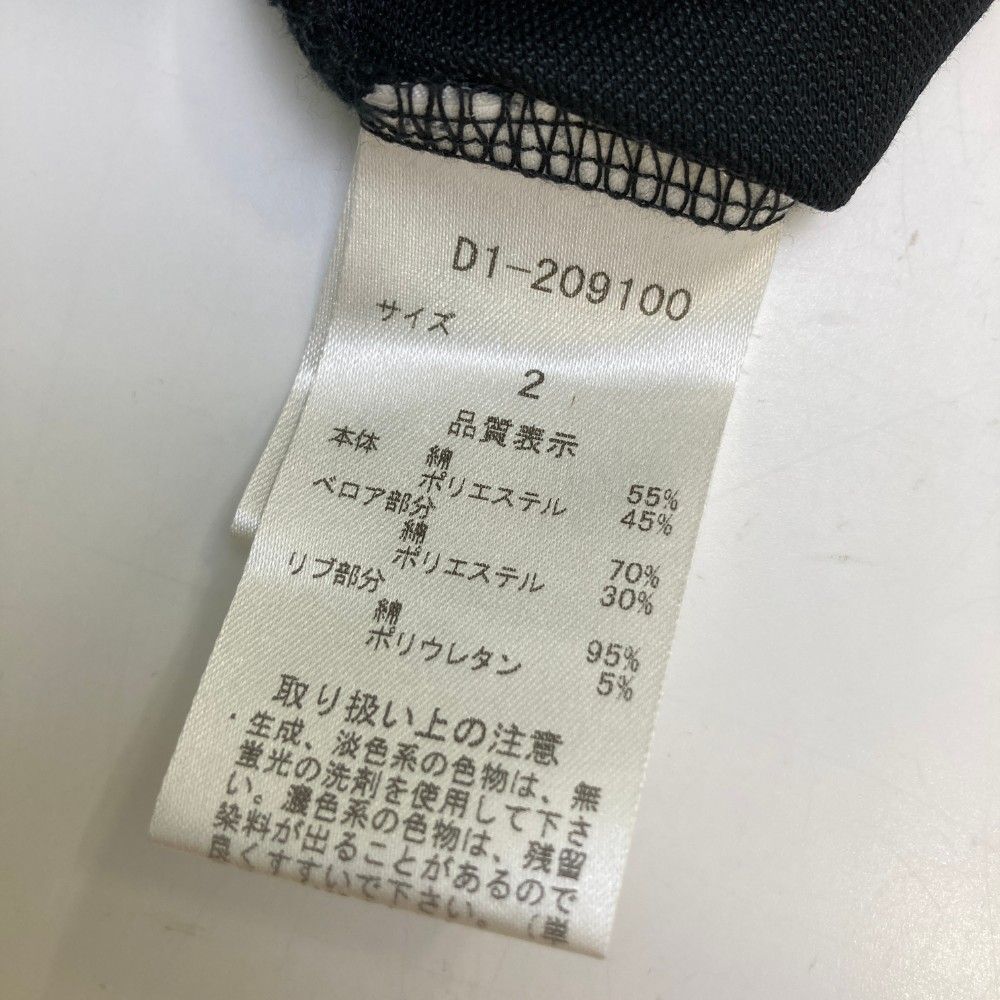 D1-209100
サイズ
2
品質表示
本体
綿 55%
ポリエステル 45%
ベロア部分
綿 70%
ポリエステル 30%
リブ部分
綿 95%
ポリウレタン 5%
取り扱い上の注意
・生成、淡色系の色物は、無
蛍光の洗剤を使用して下さ
い。濃色系の色物は、残留
染料が出ることがあるので
良くすすいで下さい。（単